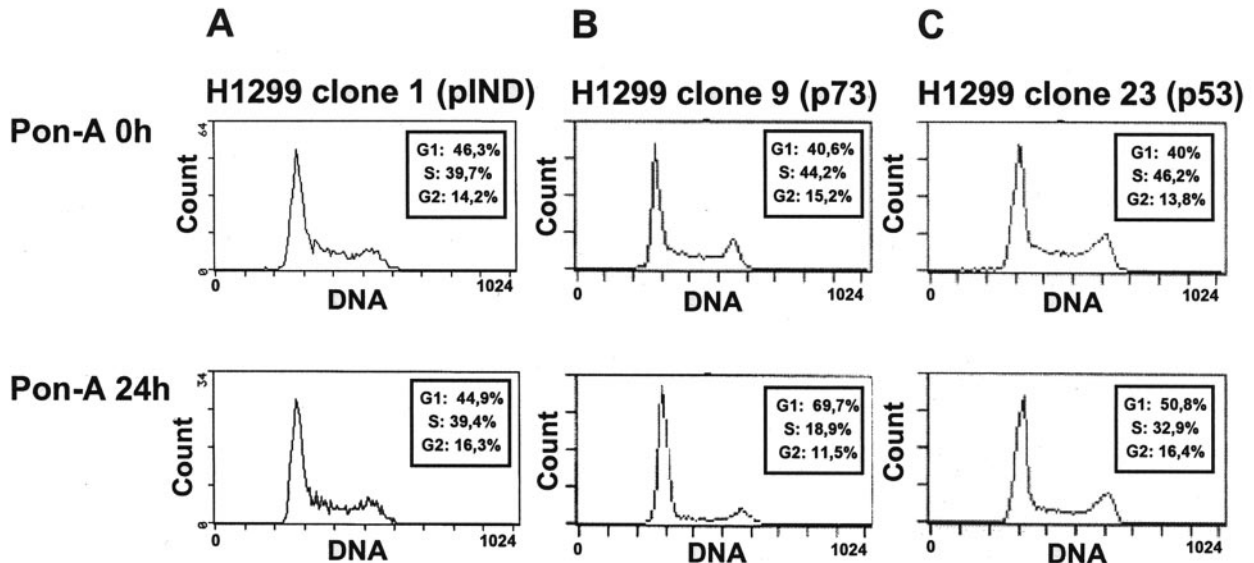 A
B
C
H1299 clone 1 (pIND)
H1299 clone 9 (p73)
H1299 clone 23 (p53)
Pon-A 0h
64
0
Count
G1: 46,3%
S: 39,7%
G2: 14,2%
0
DNA
1024
Count
G1: 40,6%
S: 44,2%
G2: 15,2%
0
DNA
1024
Count
G1: 40%
S: 46,2%
G2: 13,8%
0
DNA
1024
Pon-A 24h
34
0
Count
G1: 44,9%
S: 39,4%
G2: 16,3%
0
DNA
1024
Count
G1: 69,7%
S: 18,9%
G2: 11,5%
0
DNA
1024
Count
G1: 50,8%
S: 32,9%
G2: 16,4%
0
DNA
1024